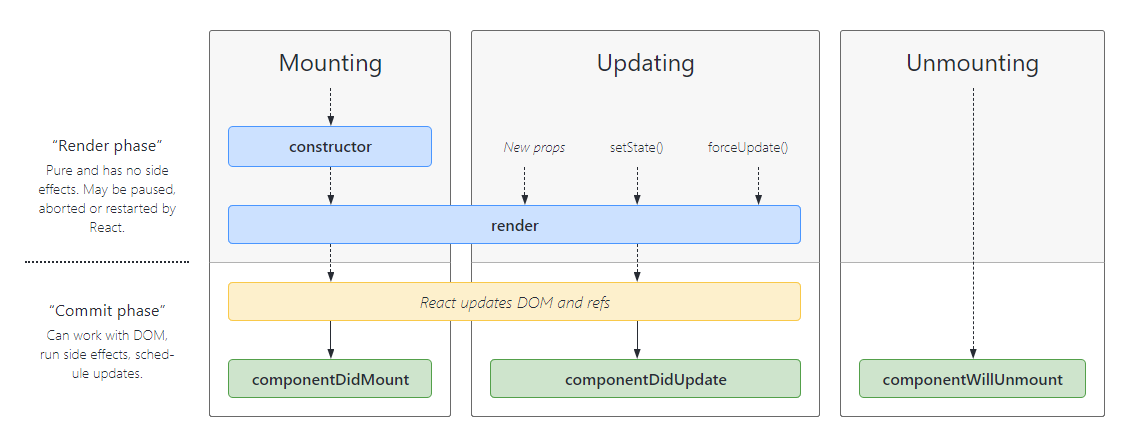 Mounting
Updating
Unmounting
“Render phase”
Pure and has no side
effects. May be paused,
aborted or restarted by
React.
constructor
New props
setState()
forceUpdate()
render
“Commit phase”
Can work with DOM,
run side effects, sched-
ule updates.
React updates DOM and refs
componentDidMount
componentDidUpdate
componentWillUnmount